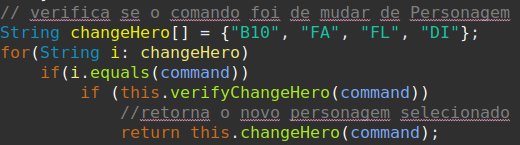 // verifica se o comando foi de mudar de Personagem
String changeHero[] = {"B10", "FA", "FL", "DI"};
for(String i: changeHero)
if(i.equals(command))
if (this.verifyChangeHero(command))
//retorna o novo personagem selecionado
return this.changeHero(command);